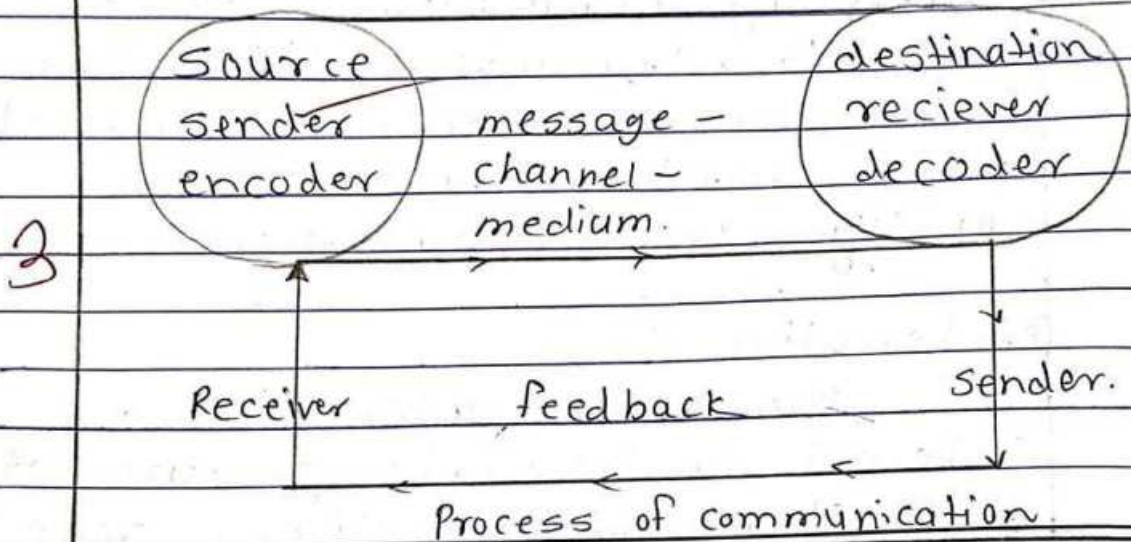 Source
sender
encoder
message -
channel -
medium.
destination
reciever
decoder
3
Receiver
feedback
Sender.
Process of communication.